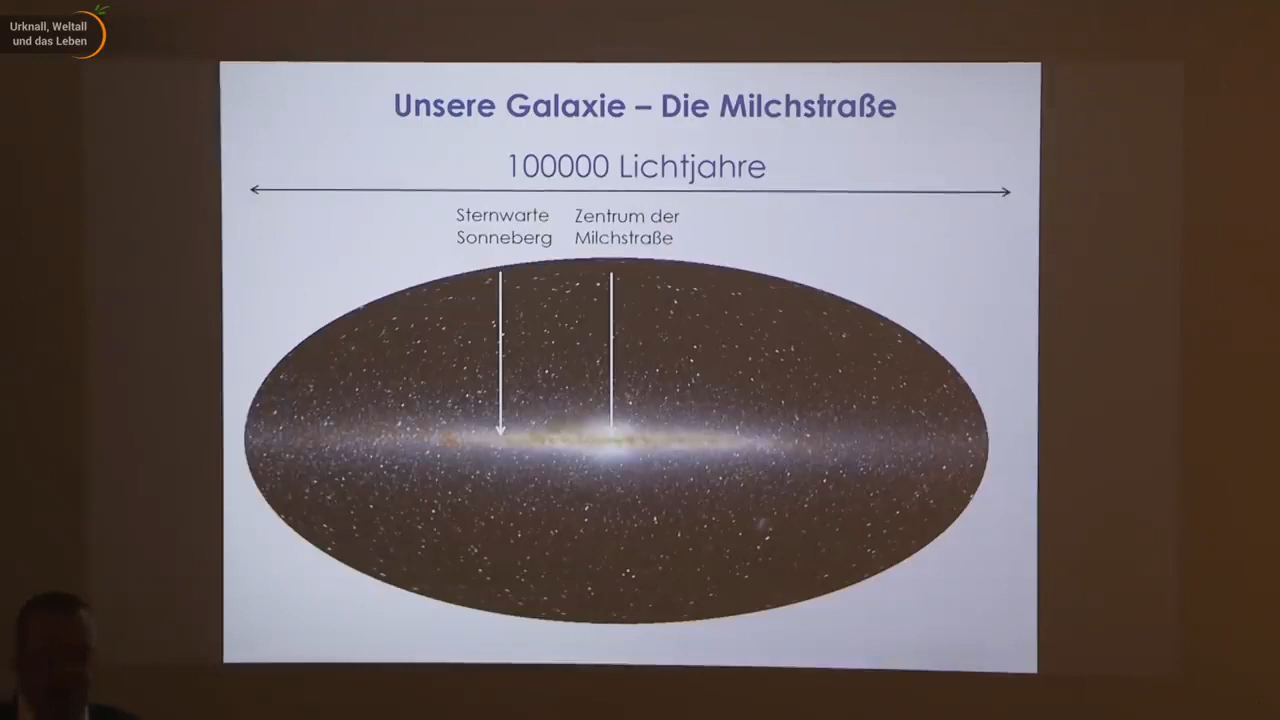 Urknall, Weltall
und das Leben
Unsere Galaxie – Die Milchstraße
100000 Lichtjahre
Sternwarte
Sonneberg
Zentrum der
Milchstraße